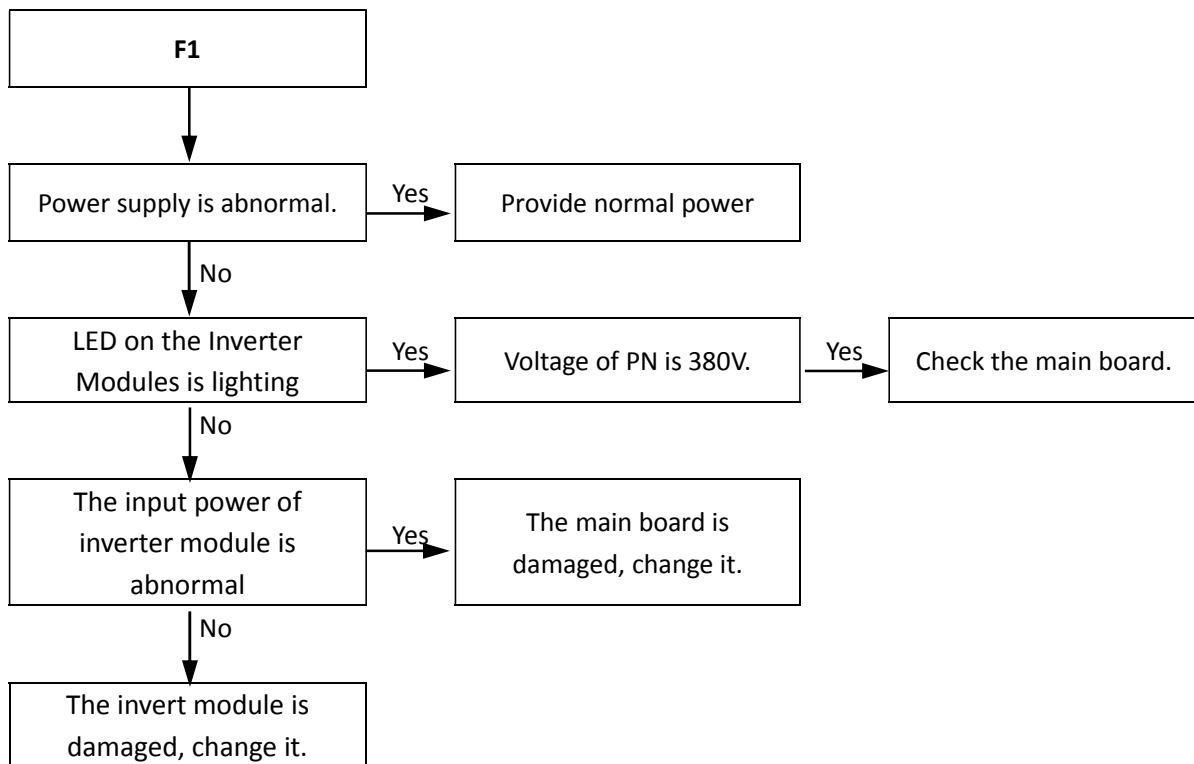 F1
Power supply is abnormal.
Yes
Provide normal power
No
LED on the Inverter
Modules is lighting
Yes
Voltage of PN is 380V.
Yes
Check the main board.
No
The input power of
inverter module is
abnormal
Yes
The main board is
damaged, change it.
No
The invert module is
damaged, change it.